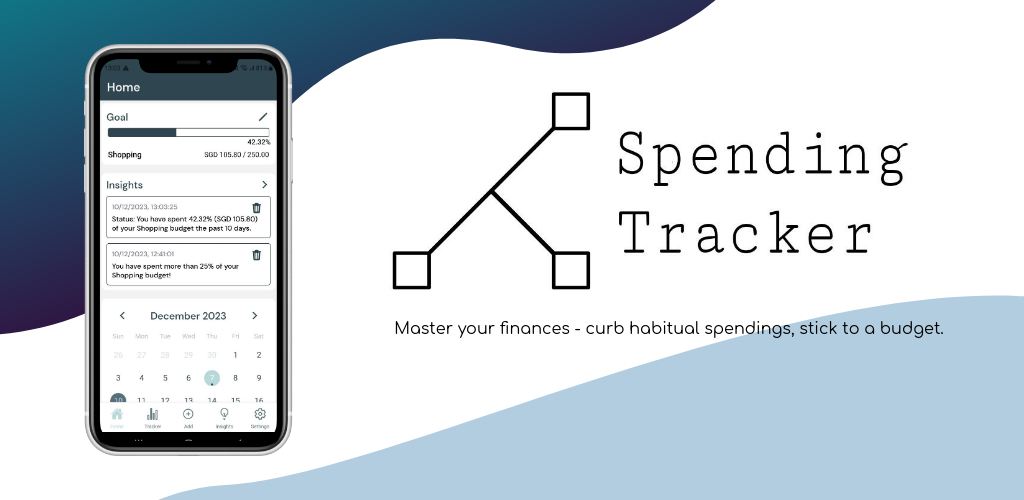 13:03
Home
Goal
42.32%
Shopping SGD 105.80 / 250.00
Insights
10/12/2023, 13:03:25
Status: You have spent 42.32% (SGD 105.80)
of your Shopping budget the past 10 days.
10/12/2023, 12:41:01
You have spent more than 25% of your
Shopping budget!
December 2023
Sun Mon Tue Wed Thu Fri Sat
26 27 28 29 30 1 2
3 4 5 6 7 8 9
10 11 12 13 14 15 16
Home Tracker Add Insights Settings
Spending
Tracker
Master your finances - curb habitual spendings, stick to a budget.